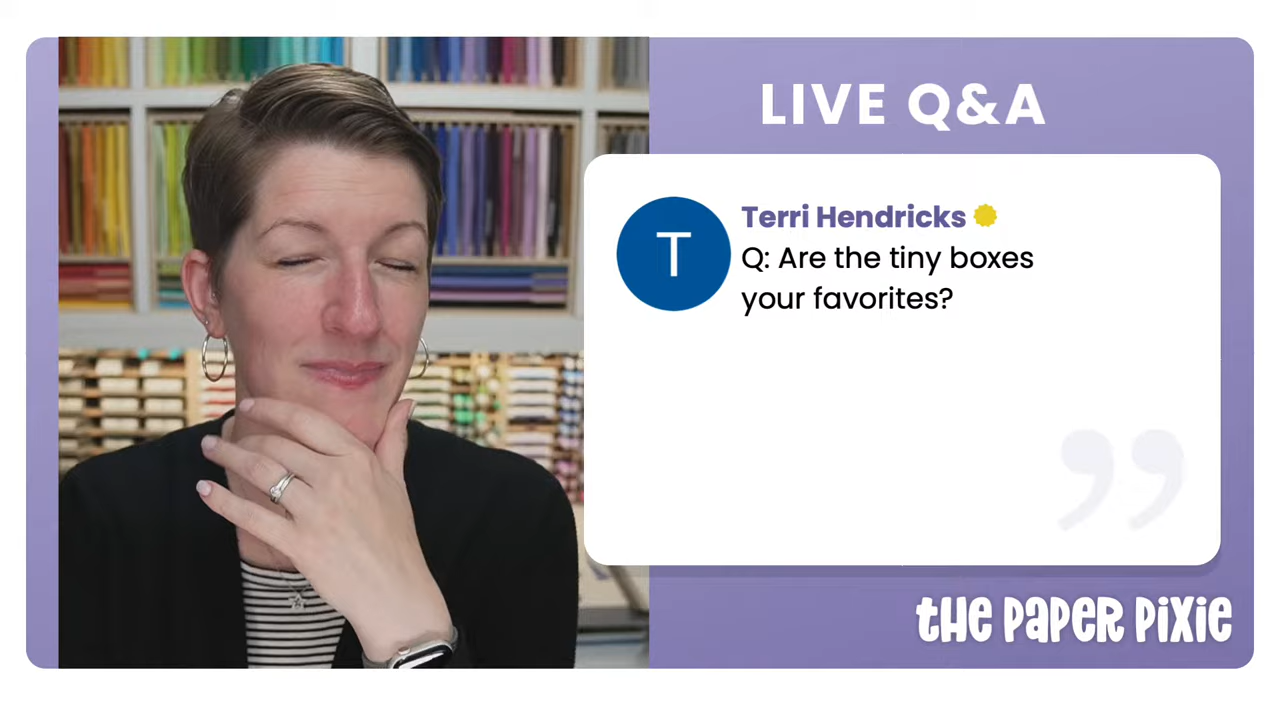 LIVE Q&A
T
Terri Hendricks
Q: Are the tiny boxes
your favorites?
the paper pixie